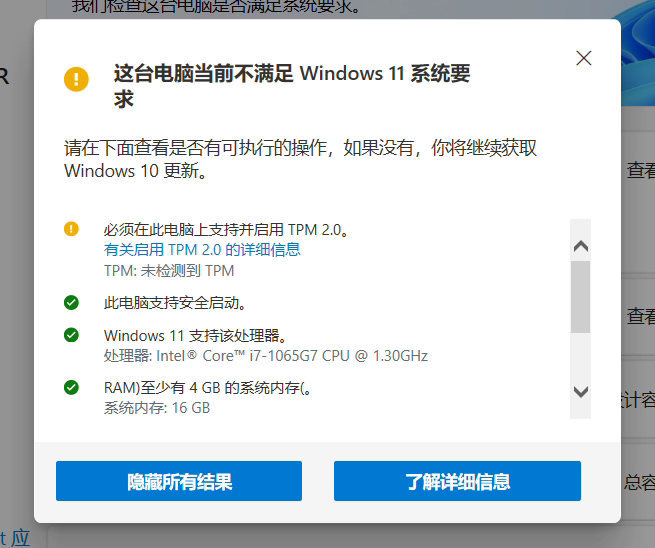 我们检查这台电脑是否满足系统要求。
R
这台电脑当前不满足 Windows 11 系统要
求
请在下面查看是否有可执行的操作，如果没有，你将继续获取
Windows 10 更新。
查看
必须在此电脑上支持并启用 TPM 2.0。
有关启用 TPM 2.0 的详细信息
TPM: 未检测到 TPM
此电脑支持安全启动。
查看
Windows 11 支持该处理器。
处理器: Intel® Core™ i7-1065G7 CPU @ 1.30GHz
RAM)至少有 4 GB 的系统内存(。
计容
系统内存: 16 GB
隐藏所有结果
了解详细信息
总容
t 应